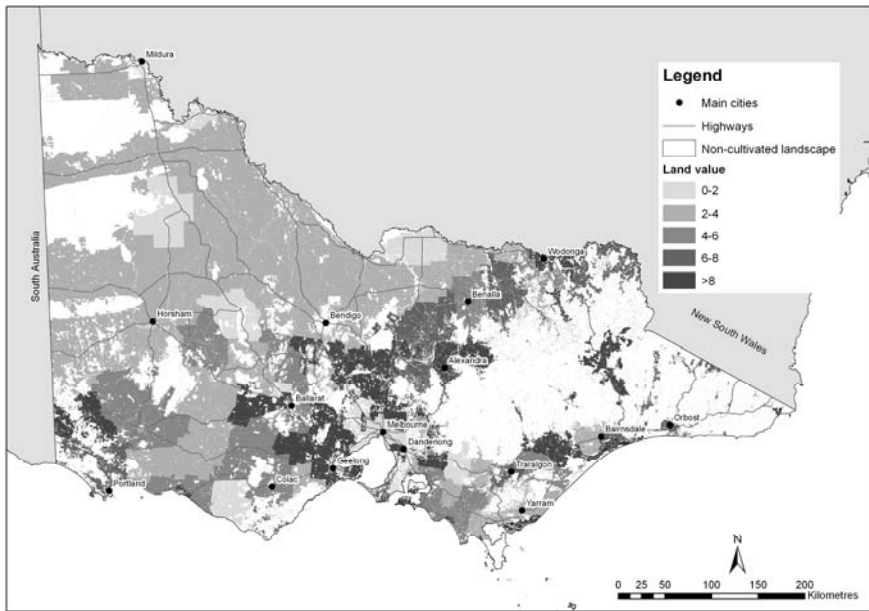 Mildura
Legend
Main cities
Highways
Non-cultivated landscape
Land value
0-2
2-4
4-6
6-8
>8
South Australia
Wodonga
Benalla
Horsham
Bendigo
New South Wales
Alexandra
Ballarat
Melbourne
Orbost
Bairnsdale
Dandenong
Geelong
Traralgon
Colac
Portland
Yarram
N
0 25 50 100 150 200
Kilometres